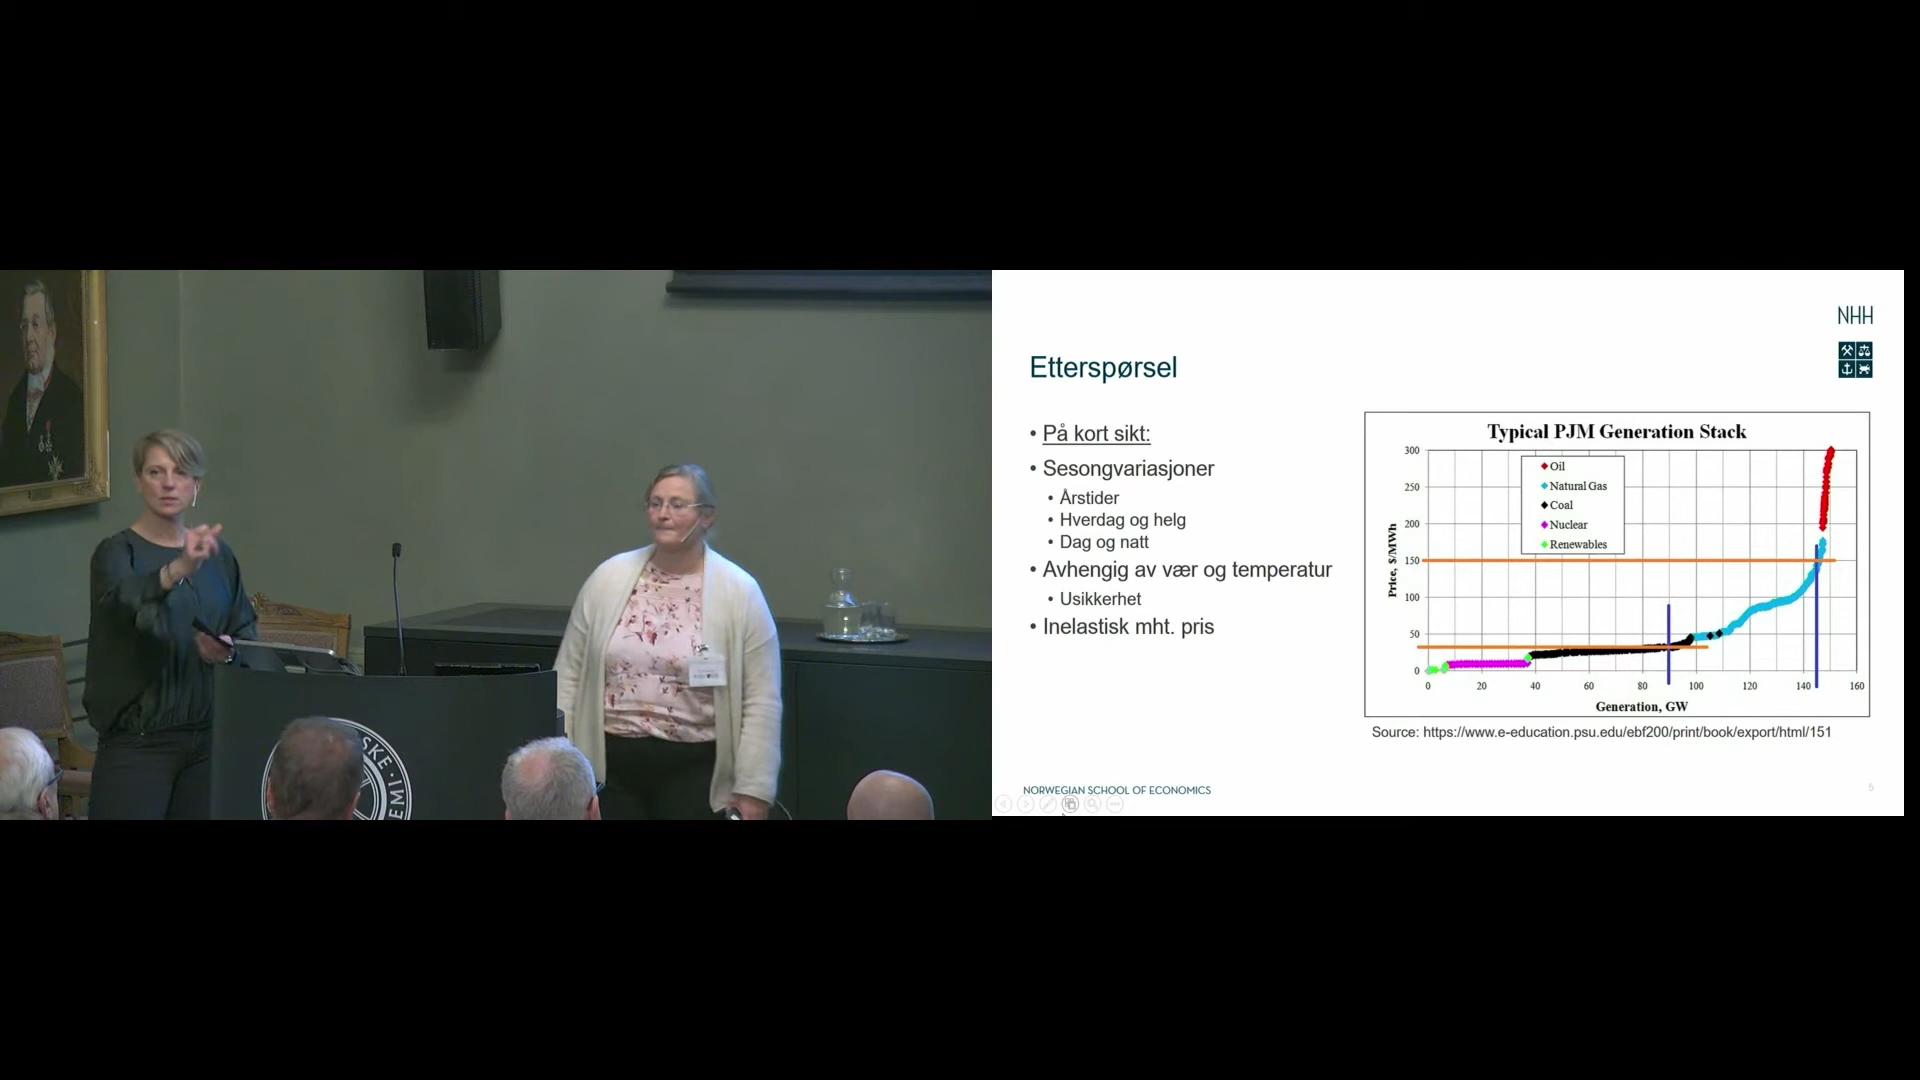 NHH
Etterspørsel
• På kort sikt:
• Sesongvariasjoner
• Årstider
• Hverdag og helg
• Dag og natt
• Avhengig av vær og temperatur
• Usikkerhet
• Inelastisk mht. pris
Typical PJM Generation Stack
Oil
Natural Gas
Coal
Nuclear
Renewables
Price, $/MWh
300
250
200
150
100
50
0
0 20 40 60 80 100 120 140 160
Generation, GW
Source: https://www.e-education.psu.edu/ebf200/print/book/export/html/151
NORWEGIAN SCHOOL OF ECONOMICS
5
SKE · I